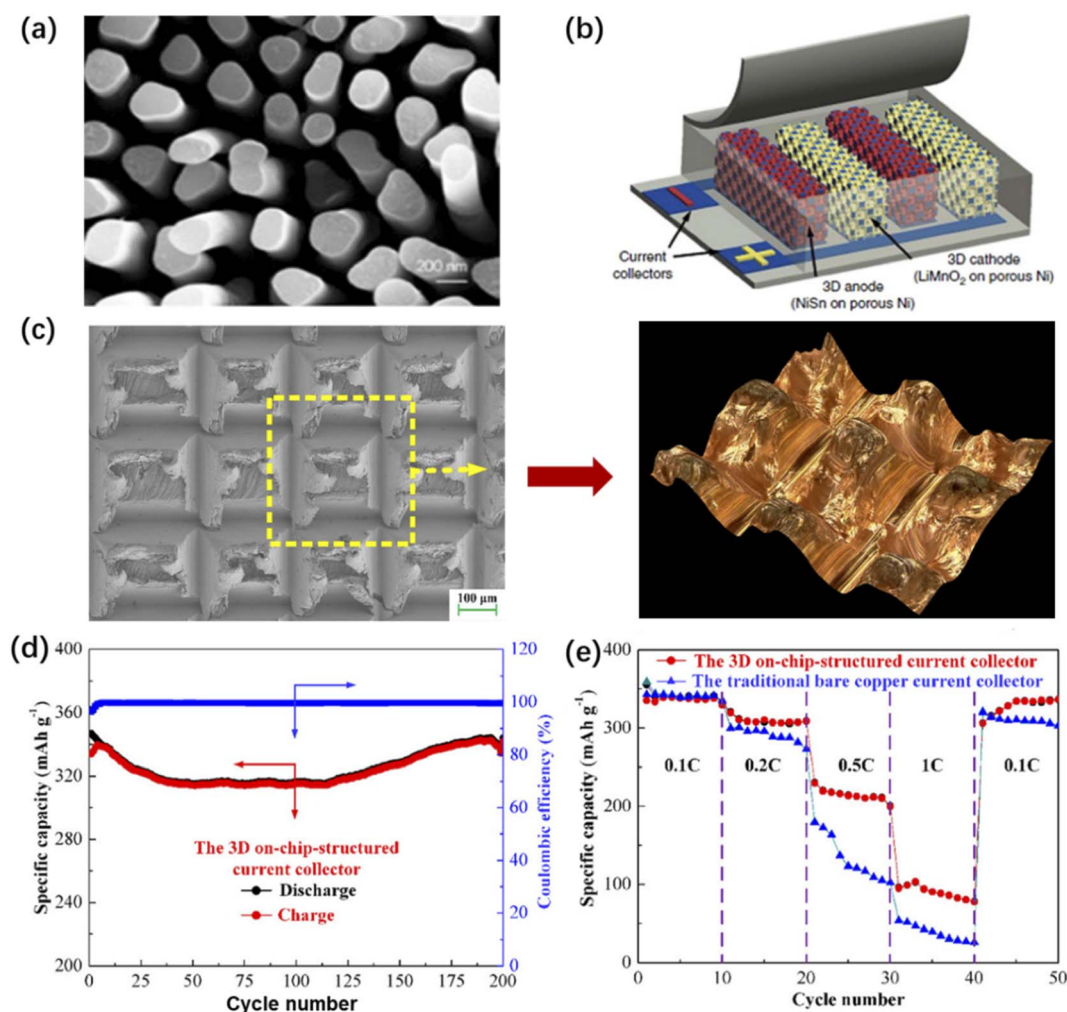 (a)
200 nm
(b)
Current
collectors
3D anode
(NiSn on porous Ni)
3D cathode
(LiMnO2 on porous Ni)
(c)
100 μm
(d)
Specific capacity (mAh g-1)
400
360
320
280
240
200
120
100
80
60
40
20
0
Coulombic efficiency (%)
The 3D on-chip-structured
current collector
Discharge
Charge
0 25 50 75 100 125 150 175 200
Cycle number
(e)
Specific capacity (mAh g-1)
400
300
200
100
0
The 3D on-chip-structured current collector
The traditional bare copper current collector
0.1C 0.2C 0.5C 1C 0.1C
0 10 20 30 40 50
Cycle number